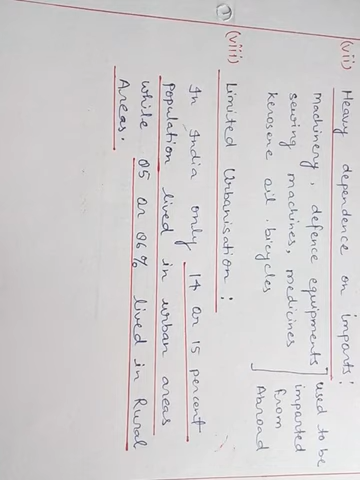 (vii) Heavy dependence on imports:
machinery, defence equipments
sewing machines, medicines
kerosene oil. bicycles
used to be
imported
from
Abroad
(viii) Limited Urbanisation:
In India only 14 or 15 percent
population lived in urban areas
while 85 or 86% lived in Rural
Areas.